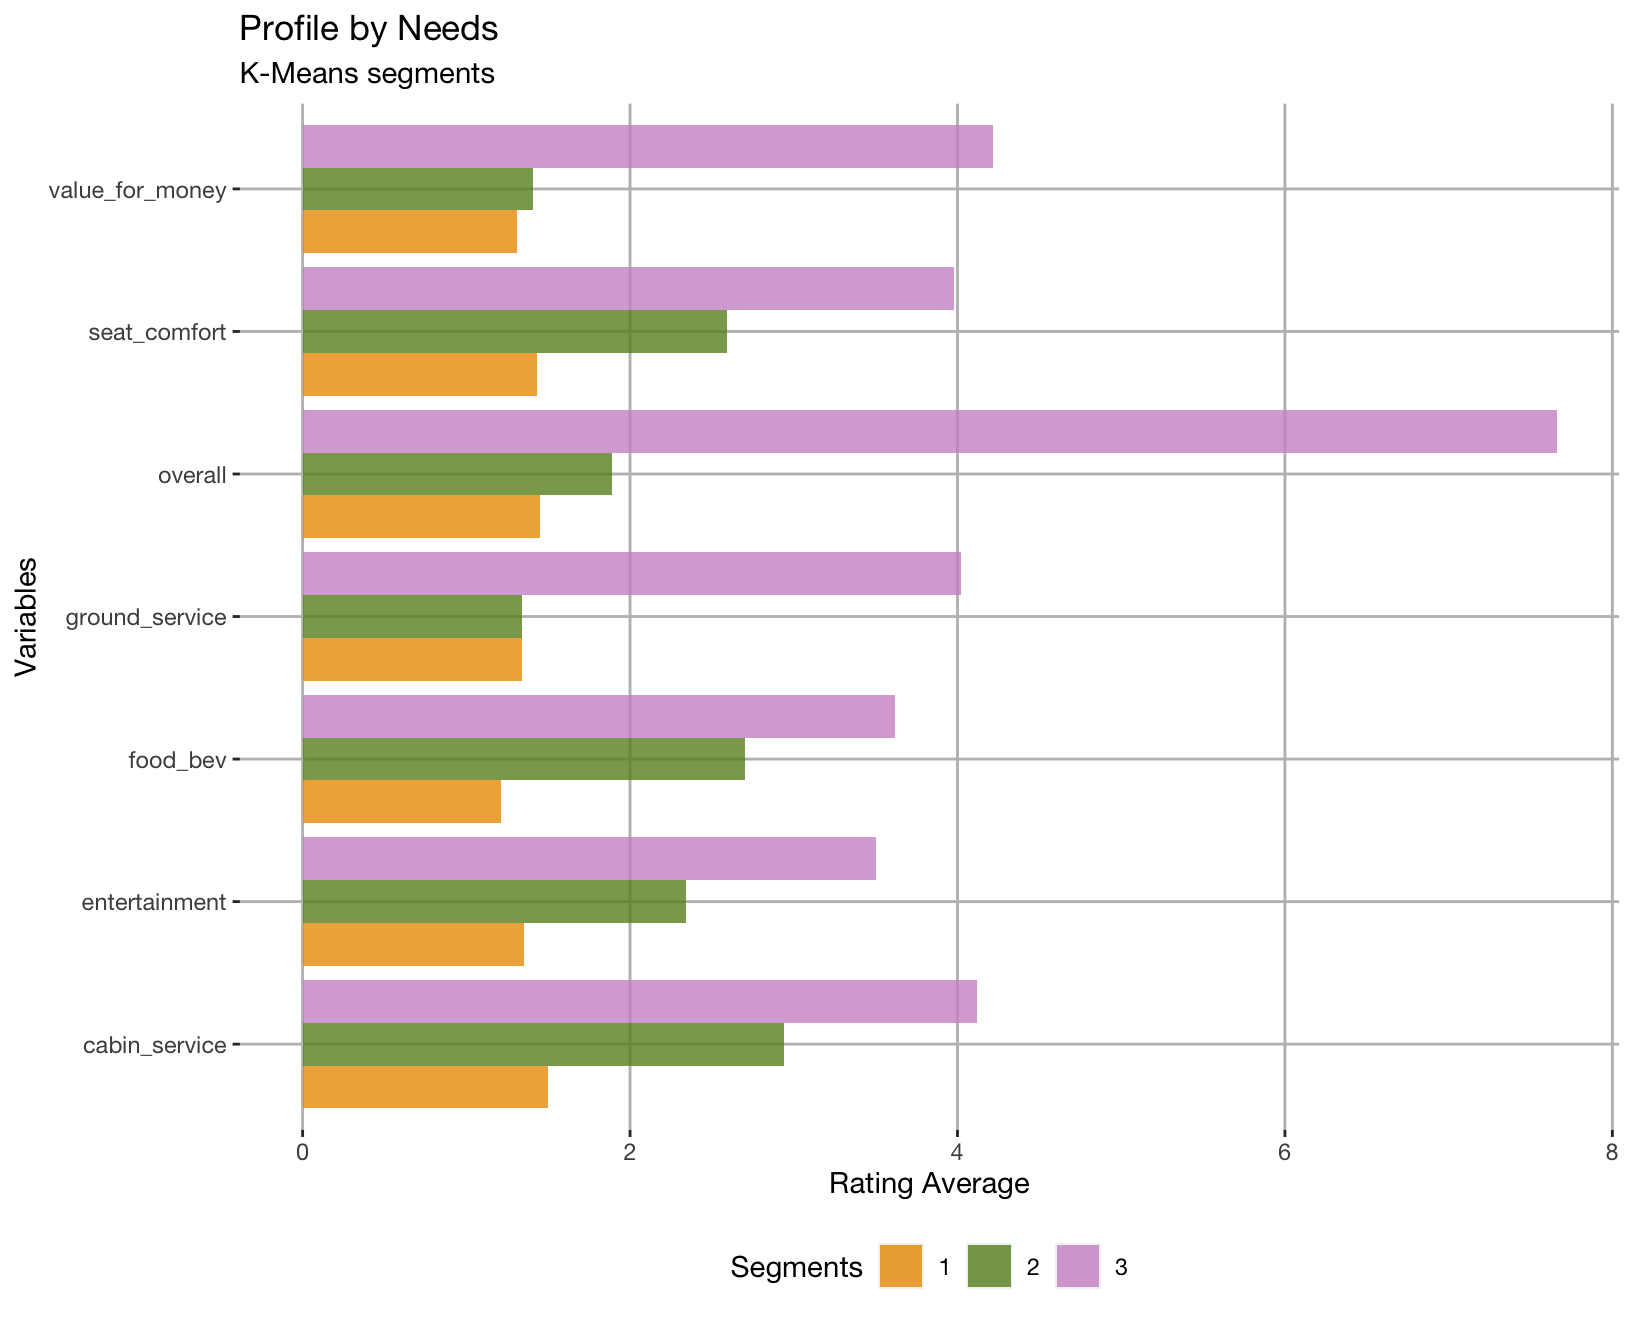 Profile by Needs
K-Means segments
value_for_money
seat_comfort
overall
ground_service
food_bev
entertainment
cabin_service
Variables
0 2 4 6 8
Rating Average
Segments 1 2 3